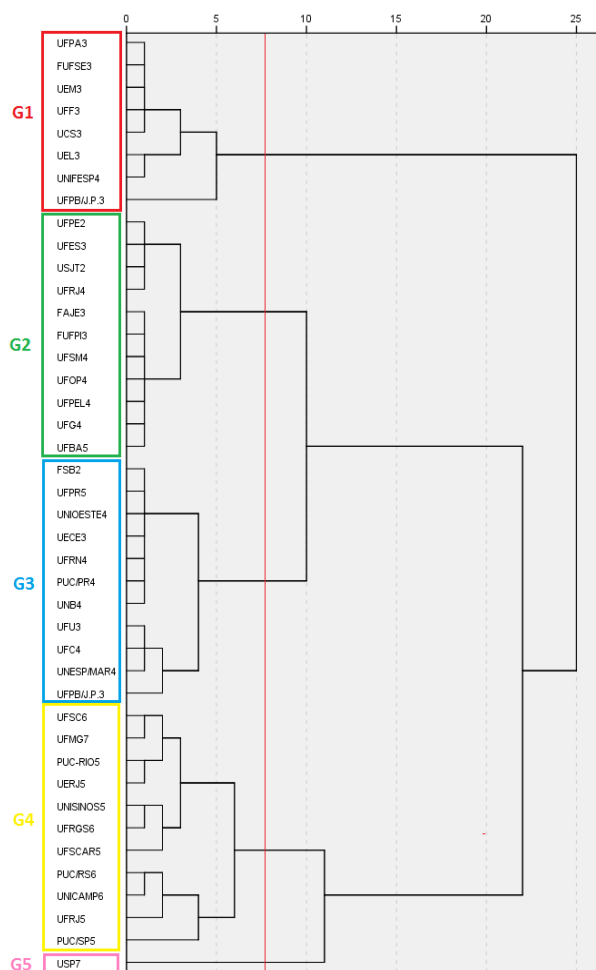 0 5 10 15 20 25
G1
UFPA3
FUFSE3
UEM3
UFF3
UCS3
UEL3
UNIFESP4
UFPB/J.P.3
G2
UFPE2
UFES3
USJT2
UFRJ4
FAJE3
FUFPI3
UFSM4
UFOP4
UFPEL4
UFG4
UFBA5
G3
FSB2
UFPR5
UNIOESTE4
UECE3
UFRN4
PUC/PR4
UNB4
UFU3
UFC4
UNESP/MAR4
UFPB/J.P.3
G4
UFSC6
UFMG7
PUC-RIO5
UERJ5
UNISINOS5
UFRGS6
UFSCAR5
PUC/RS6
UNICAMP6
UFRJ5
PUC/SP5
G5
USP7